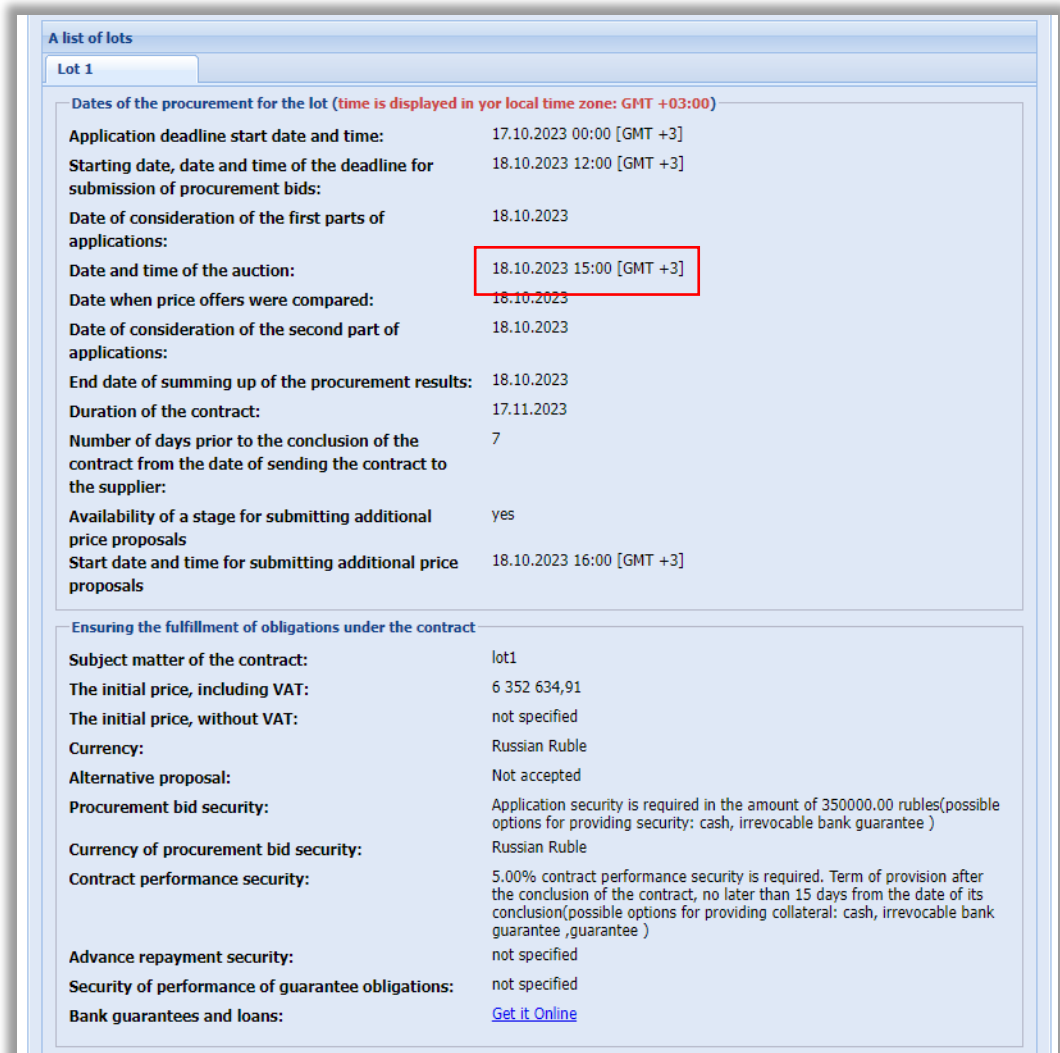 A list of lots
Lot 1
Dates of the procurement for the lot (time is displayed in yor local time zone: GMT +03:00)
Application deadline start date and time: 17.10.2023 00:00 [GMT +3]
Starting date, date and time of the deadline for 18.10.2023 12:00 [GMT +3]
submission of procurement bids:
Date of consideration of the first parts of 18.10.2023
applications:
Date and time of the auction: 18.10.2023 15:00 [GMT +3]
Date when price offers were compared: 18.10.2023
Date of consideration of the second part of 18.10.2023
applications:
End date of summing up of the procurement results: 18.10.2023
Duration of the contract: 17.11.2023
Number of days prior to the conclusion of the 7
contract from the date of sending the contract to
the supplier:
Availability of a stage for submitting additional yes
price proposals
Start date and time for submitting additional price 18.10.2023 16:00 [GMT +3]
proposals
Ensuring the fulfillment of obligations under the contract
Subject matter of the contract: lot1
The initial price, including VAT: 6 352 634,91
The initial price, without VAT: not specified
Currency: Russian Ruble
Alternative proposal: Not accepted
Procurement bid security: Application security is required in the amount of 350000.00 rubles(possible
options for providing security: cash, irrevocable bank guarantee )
Currency of procurement bid security: Russian Ruble
Contract performance security: 5.00% contract performance security is required. Term of provision after
the conclusion of the contract, no later than 15 days from the date of its
conclusion(possible options for providing collateral: cash, irrevocable bank
guarantee ,guarantee )
Advance repayment security: not specified
Security of performance of guarantee obligations: not specified
Bank guarantees and loans: Get it Online